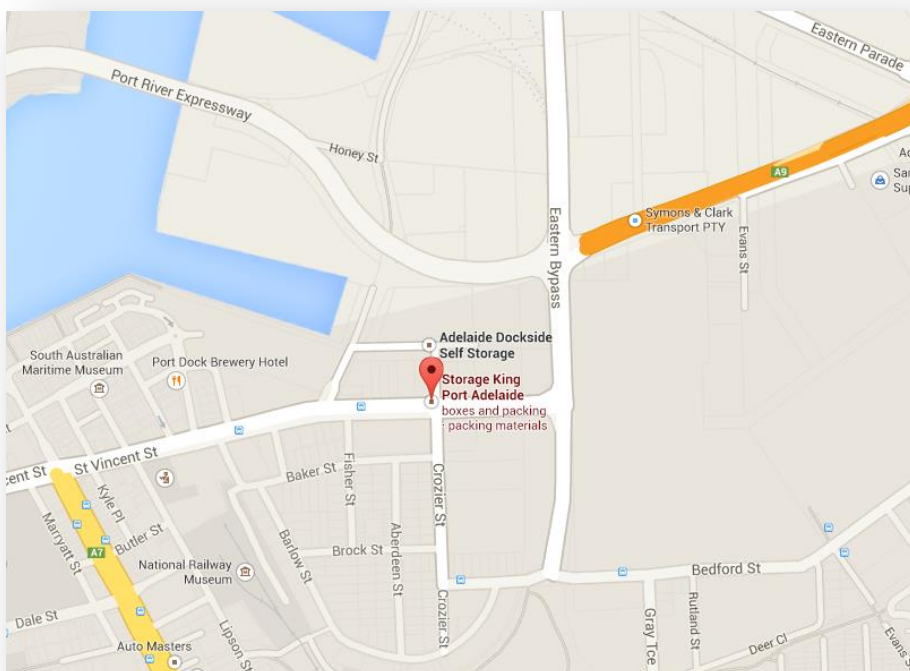 Eastern Parade
Port River Expressway
Honey St
A9
Symons & Clark
Transport PTY
Evans St
Eastern Bypass
Adelaide Dockside
Self Storage
South Australian
Maritime Museum
Port Dock Brewery Hotel
Storage King
Port Adelaide
boxes and packing
- packing materials
St Vincent St
Baker St
Fisher St
Crozier St
Kyle Pl
Butler St
Marryatt St
A7
Aberdeen St
Barlow St
Brock St
National Railway
Museum
Bedford St
Dale St
Lipson St
Crozier St
Gray Tce
Rutland St
Deer Cl
Auto Masters